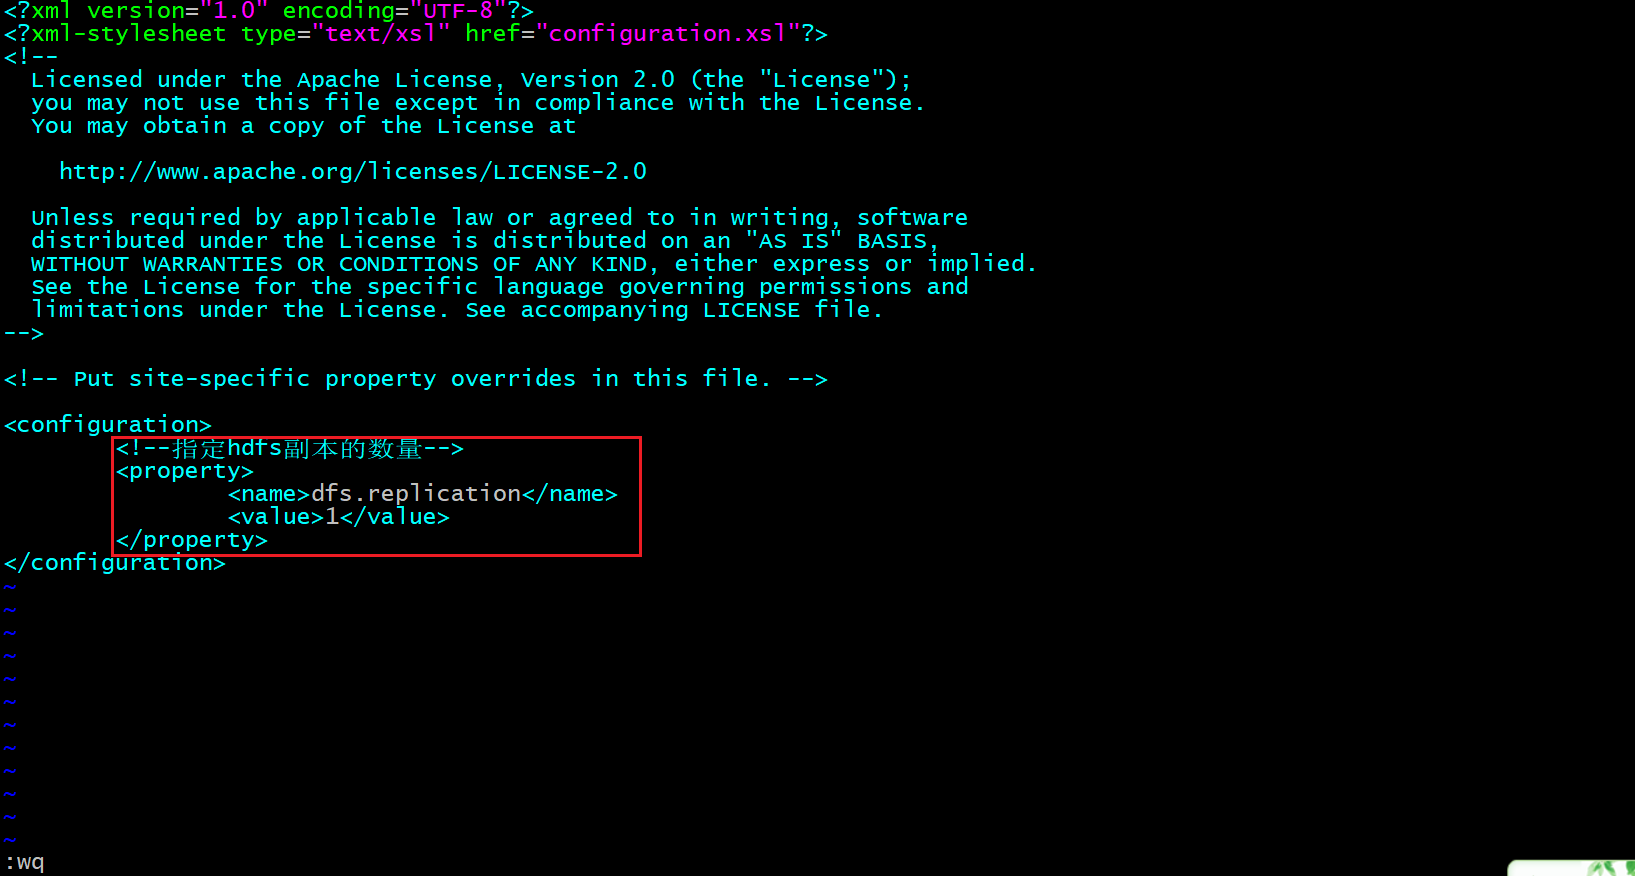 <?xml version="1.0" encoding="UTF-8"?>
<?xml-stylesheet type="text/xsl" href="configuration.xsl"?>
<!--
  Licensed under the Apache License, Version 2.0 (the "License");
  you may not use this file except in compliance with the License.
  You may obtain a copy of the License at

    http://www.apache.org/licenses/LICENSE-2.0

  Unless required by applicable law or agreed to in writing, software
  distributed under the License is distributed on an "AS IS" BASIS,
  WITHOUT WARRANTIES OR CONDITIONS OF ANY KIND, either express or implied.
  See the License for the specific language governing permissions and
  limitations under the License. See accompanying LICENSE file.
-->

<!-- Put site-specific property overrides in this file. -->

<configuration>
        <!--指定hdfs副本的数量-->
        <property>
                <name>dfs.replication</name>
                <value>1</value>
        </property>
</configuration>
~
~
~
~
~
~
~
~
~
~
~
~
:wq